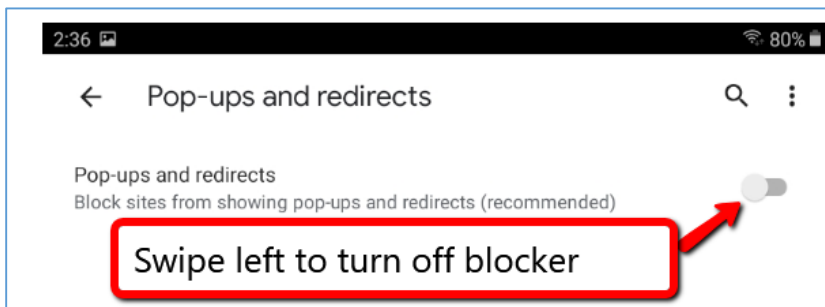 2:36 80%
Pop-ups and redirects
Pop-ups and redirects
Block sites from showing pop-ups and redirects (recommended)
Swipe left to turn off blocker